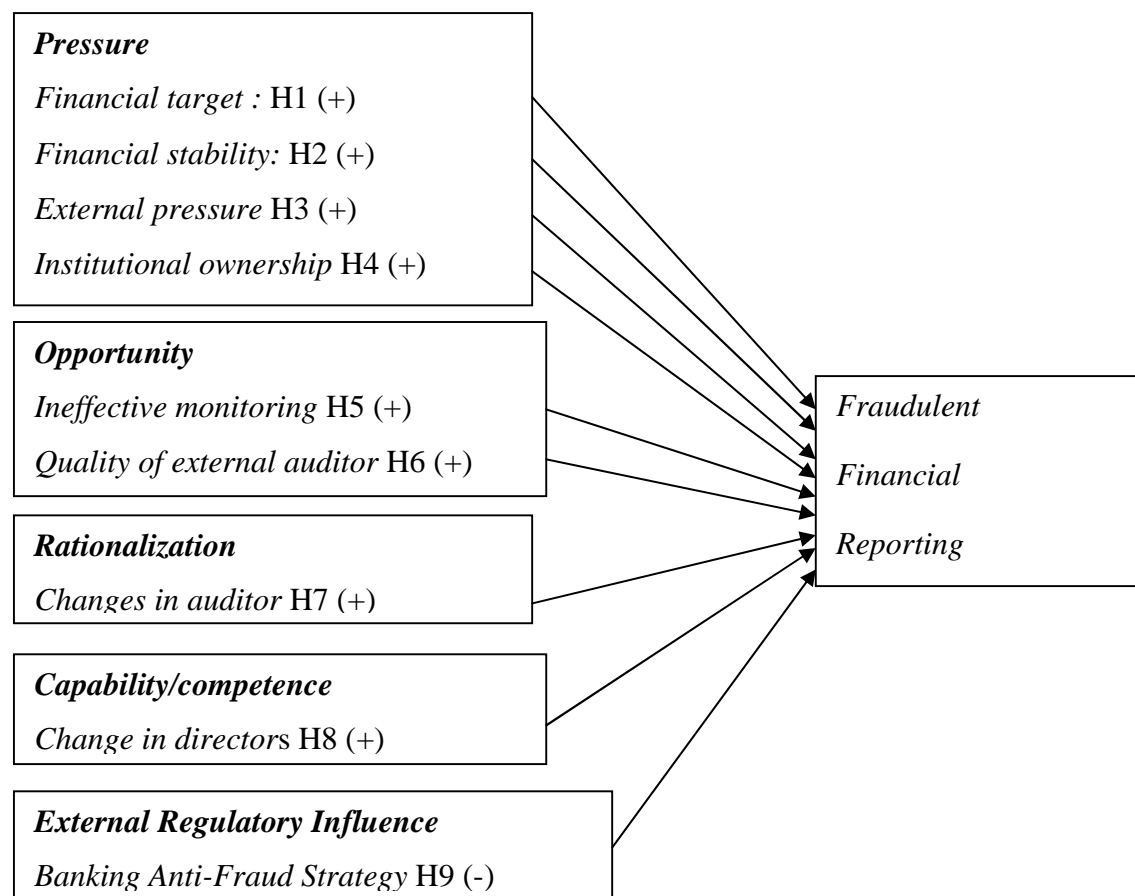 Pressure
Financial target : H1 (+)
Financial stability: H2 (+)
External pressure H3 (+)
Institutional ownership H4 (+)
Opportunity
Ineffective monitoring H5 (+)
Quality of external auditor H6 (+)
Rationalization
Changes in auditor H7 (+)
Capability/competence
Change in directors H8 (+)
External Regulatory Influence
Banking Anti-Fraud Strategy H9 (-)
Fraudulent
Financial
Reporting